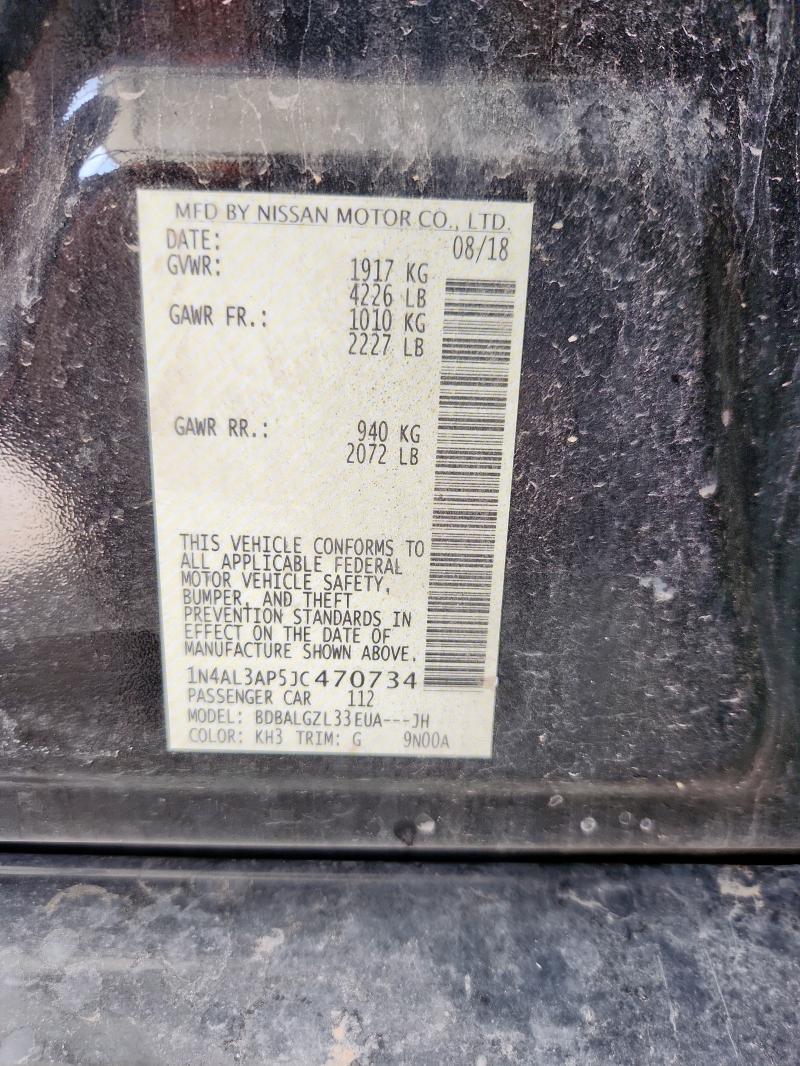 MFD BY NISSAN MOTOR CO., LTD.
DATE: 08/18
GVWR: 1917 KG
4226 LB
GAWR FR.: 1010 KG
2227 LB
GAWR RR.: 940 KG
2072 LB
THIS VEHICLE CONFORMS TO
ALL APPLICABLE FEDERAL
MOTOR VEHICLE SAFETY,
BUMPER, AND THEFT
PREVENTION STANDARDS IN
EFFECT ON THE DATE OF
MANUFACTURE SHOWN ABOVE.
1N4AL3AP5JC470734
PASSENGER CAR 112
MODEL: BDBALGZL33EUA---JH
COLOR: KH3 TRIM: G 9N00A